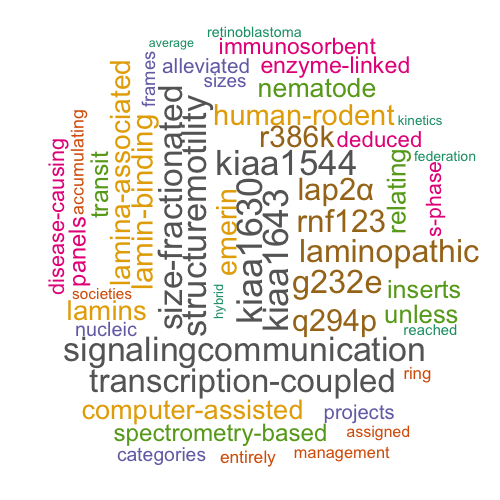 retinoblastoma
average
immunosorbent
frames
alleviated
enzyme-linked
sizes
nematode
lamina-associated
size-fractionated
structuremotility
human-rodent
disease-causing
accumulating
panels
transit
lamin-binding
r386k
deduced
kinetics
kiaa1544
relating
federation
s-phase
lap2α
emerin
kiaa1630
kiaa1643
rnf123
laminopathic
g232e
inserts
societies
lamins
hybrid
q294p
unless
nucleic
reached
signalingcommunication
transcription-coupled
ring
computer-assisted
projects
spectrometry-based
assigned
categories
entirely
management